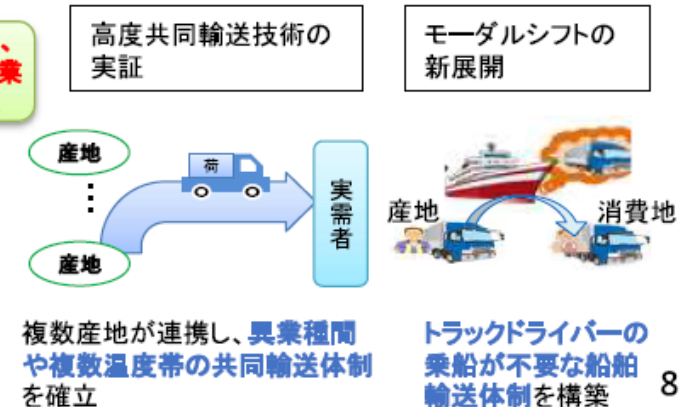 、
業
高度共同輸送技術の
実証
モーダルシフトの
新展開
産地
荷
⋮
産地
実需者
産地
消費地
複数産地が連携し、異業種間
や複数温度帯の共同輸送体制
を確立
トラックドライバーの
乗船が不要な船舶
輸送体制を構築
8